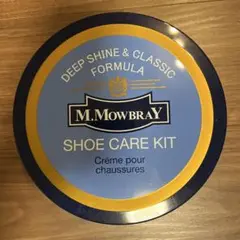 DEEP SHINE & CLASSIC
FORMULA
M.MOWBRAY
SHOE CARE KIT
Crème pour
chaussures